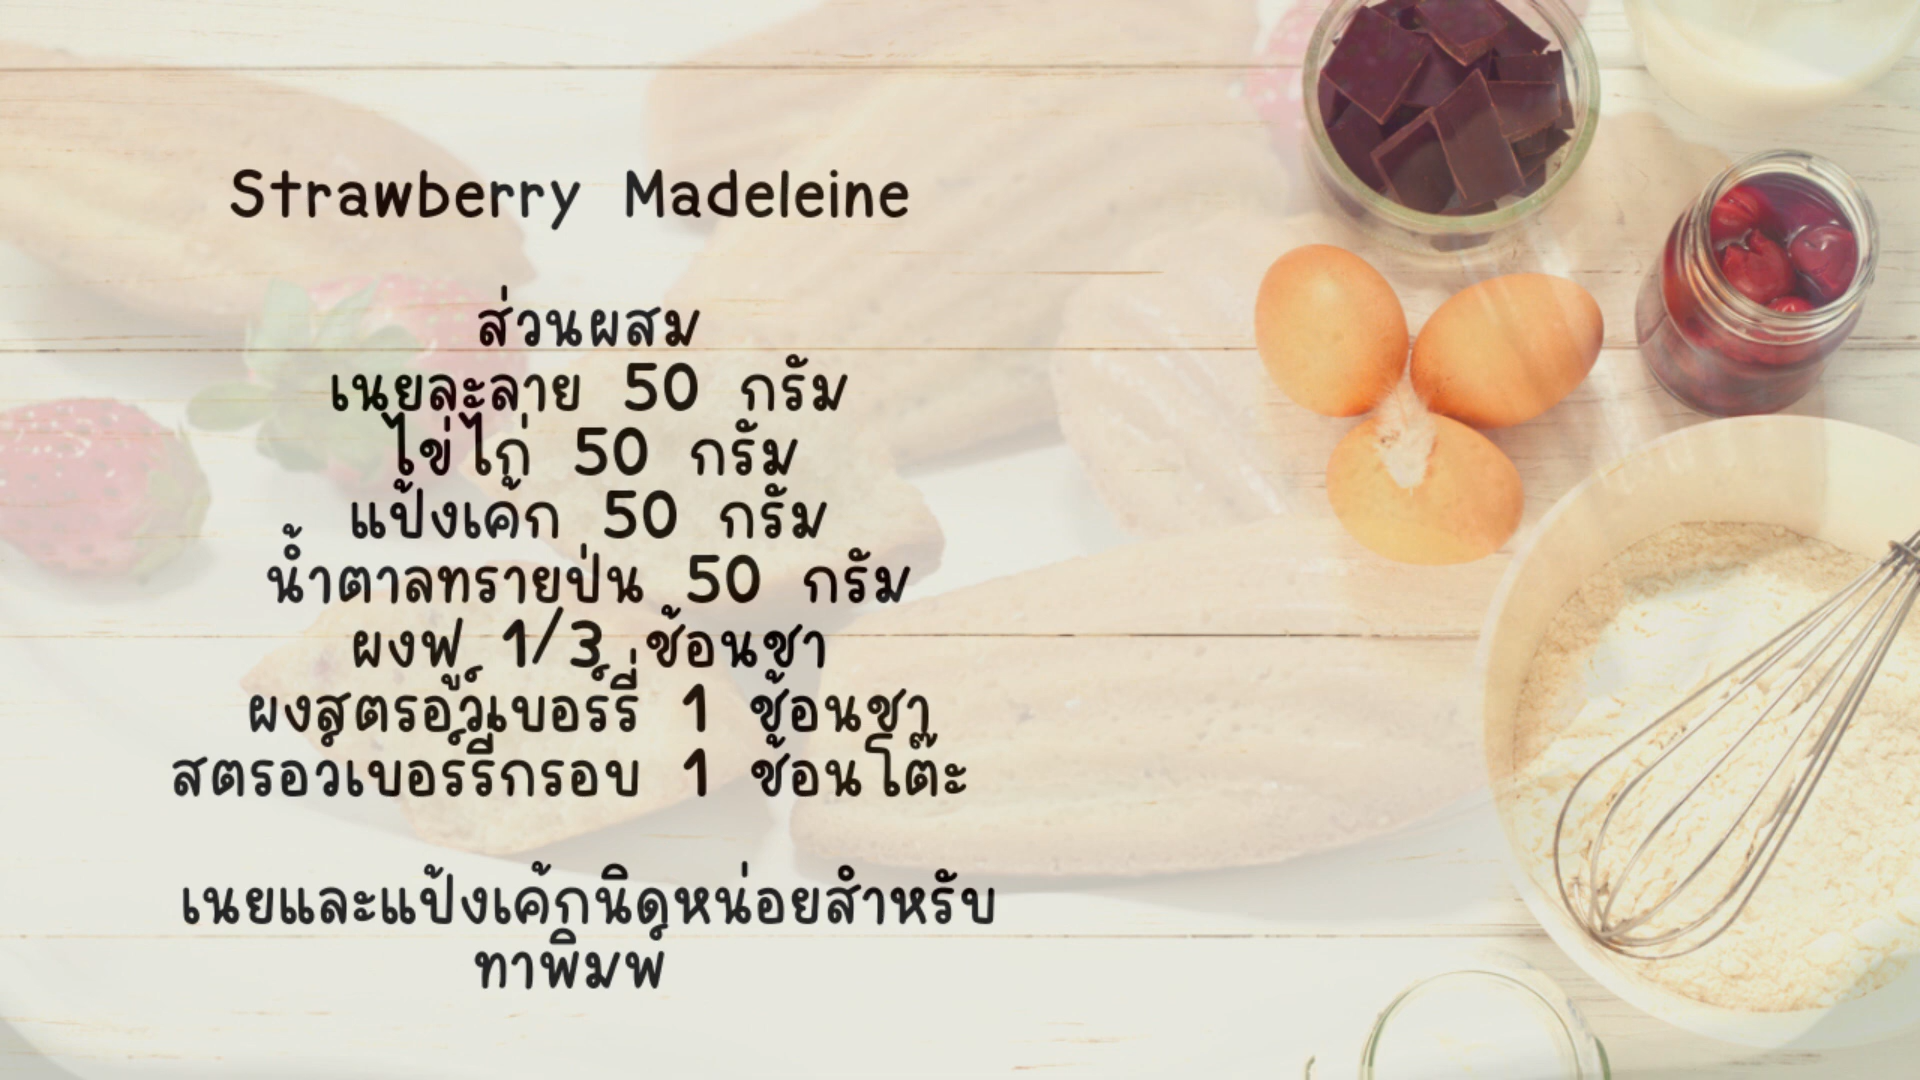 Strawberry Madeleine
ส่วนผสม
เนยละลาย 50 กรัม
ไข่ไก่ 50 กรัม
แป้งเค้ก 50 กรัม
น้ำตาลทรายป่น 50 กรัม
ผงฟู 1/3 ช้อนชา
ผงสตรอว์เบอร์รี่ 1 ช้อนชา
สตรอว์เบอร์รีกรอบ 1 ช้อนโต๊ะ
เนยและแป้งเค้กนิดหน่อยสำหรับ
ทาพิมพ์